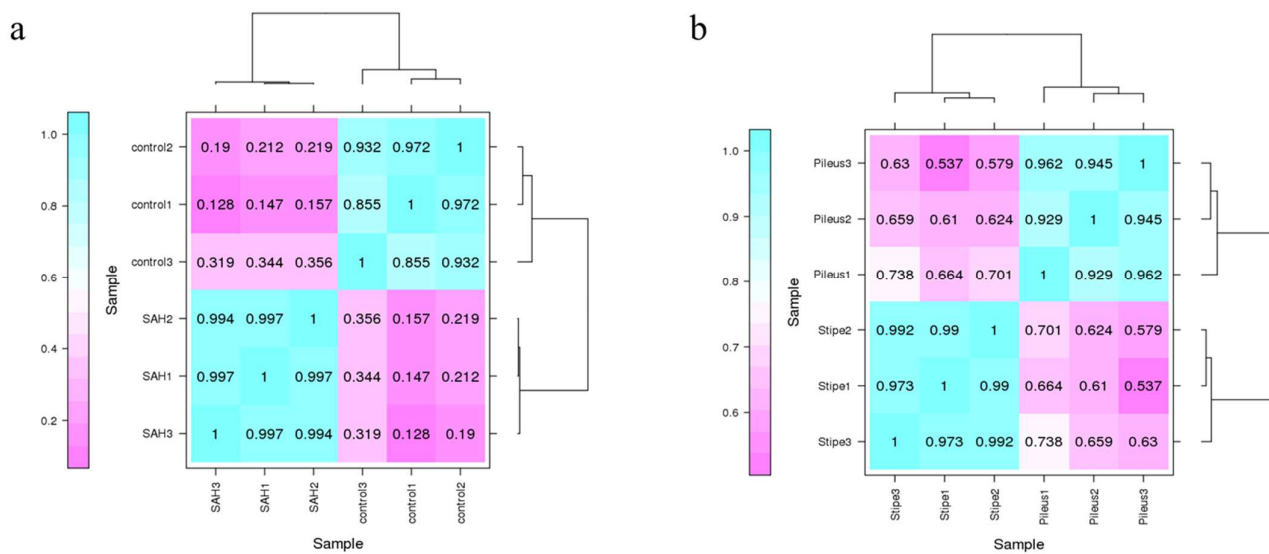 a
1.0
0.8
0.6
0.4
0.2
control2 0.19 0.212 0.219 0.932 0.972 1
control1 0.128 0.147 0.157 0.855 1 0.972
control3 0.319 0.344 0.356 1 0.855 0.932
SAH2 0.994 0.997 1 0.356 0.157 0.219
SAH1 0.997 1 0.997 0.344 0.147 0.212
SAH3 1 0.997 0.994 0.319 0.128 0.19
Sample
SAH3 SAH1 SAH2 control3 control1 control2
Sample
b
1.0
0.9
0.8
0.7
0.6
Pileus3 0.63 0.537 0.579 0.962 0.945 1
Pileus2 0.659 0.61 0.624 0.929 1 0.945
Pileus1 0.738 0.664 0.701 1 0.929 0.962
Stipe2 0.992 0.99 1 0.701 0.624 0.579
Stipe1 0.973 1 0.99 0.664 0.61 0.537
Stipe3 1 0.973 0.992 0.738 0.659 0.63
Sample
Stipe3 Stipe1 Stipe2 Pileus1 Pileus2 Pileus3
Sample